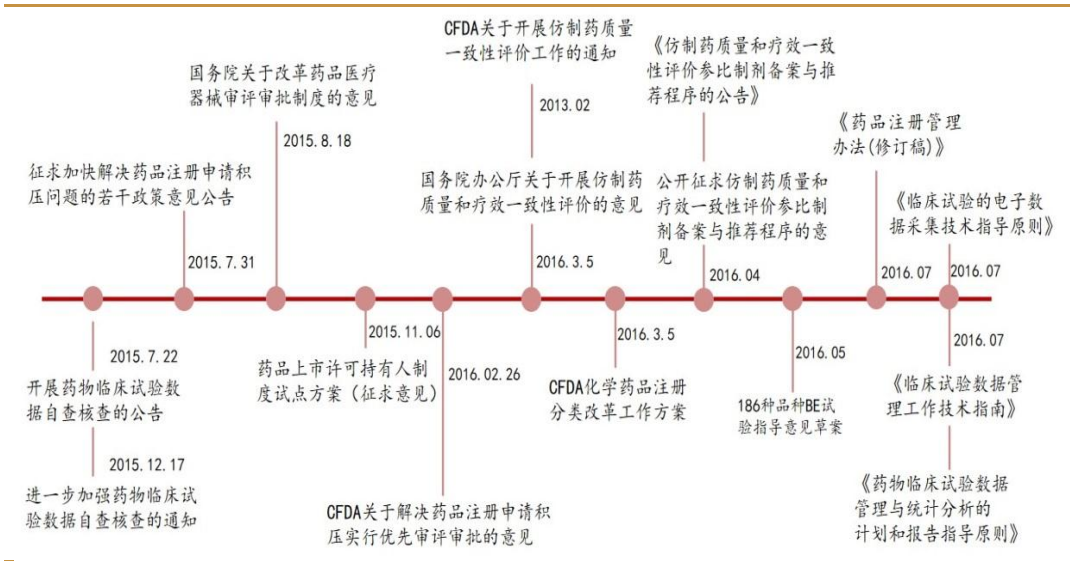 CFDA关于开展仿制药质量
一致性评价工作的通知
2013.02
《仿制药质量和疗效一致
性评价参比制剂备案与推
荐程序的公告》
国务院关于改革药品医疗
器械审评审批制度的意见
2015.8.18
《药品注册管理
办法(修订稿)》
征求加快解决药品注册申请积
压问题的若干政策意见公告
2015.7.31
国务院办公厅关于开展仿制药
质量和疗效一致性评价的意见
2016.3.5
公开征求仿制药质量和
疗效一致性评价参比制
剂备案与推荐程序的意
见
2016.04
2016.07
《临床试验的电子数
据采集技术指导原则》
2016.07
2015.7.22
开展药物临床试验数
据自查核查的公告
2015.12.17
进一步加强药物临床试
验数据自查核查的通知
2015.11.06
药品上市许可持有人制
度试点方案（征求意见）
2016.02.26
CFDA关于解决药品注册申请积
压实行优先审评审批的意见
2016.3.5
CFDA化学药品注册
分类改革工作方案
2016.05
186种品种BE试
验指导意见草案
2016.07
《临床试验数据管
理工作技术指南》
《药物临床试验数据
管理与统计分析的
计划和报告指导原则》